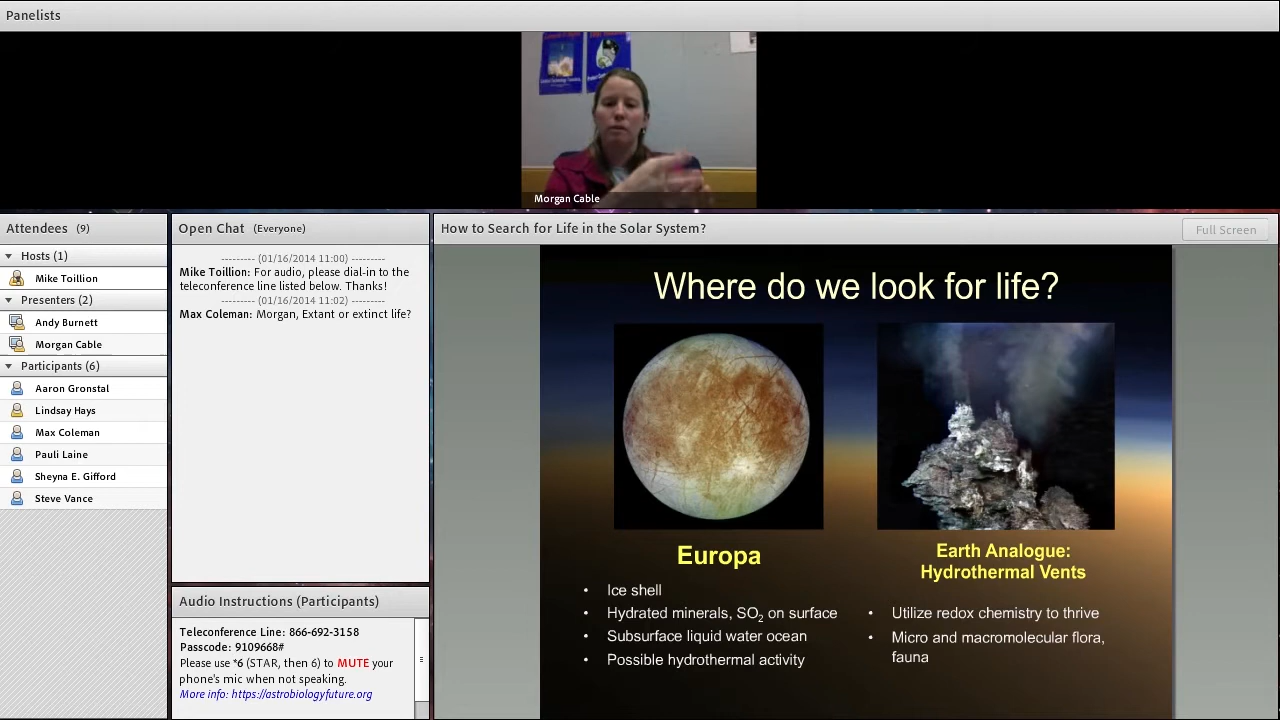 Panelists
Morgan Cable
Attendees (9)
Hosts (1)
Mike Toillion
Presenters (2)
Andy Burnett
Morgan Cable
Participants (6)
Aaron Gronstal
Lindsay Hays
Max Coleman
Pauli Laine
Sheyna E. Gifford
Steve Vance
Open Chat (Everyone)
--------- (01/16/2014 11:00) ---------
Mike Toillion: For audio, please dial-in to the
teleconference line listed below. Thanks!
--------- (01/16/2014 11:02) ---------
Max Coleman: Morgan, Extant or extinct life?
Audio Instructions (Participants)
Teleconference Line: 866-692-3158
Passcode: 9109668#
Please use *6 (STAR, then 6) to MUTE your
phone's mic when not speaking.
More info: https://astrobiologyfuture.org
How to Search for Life in the Solar System?
Full Screen
Where do we look for life?
Europa
• Ice shell
• Hydrated minerals, SO₂ on surface
• Subsurface liquid water ocean
• Possible hydrothermal activity
Earth Analogue:
Hydrothermal Vents
• Utilize redox chemistry to thrive
• Micro and macromolecular flora,
fauna